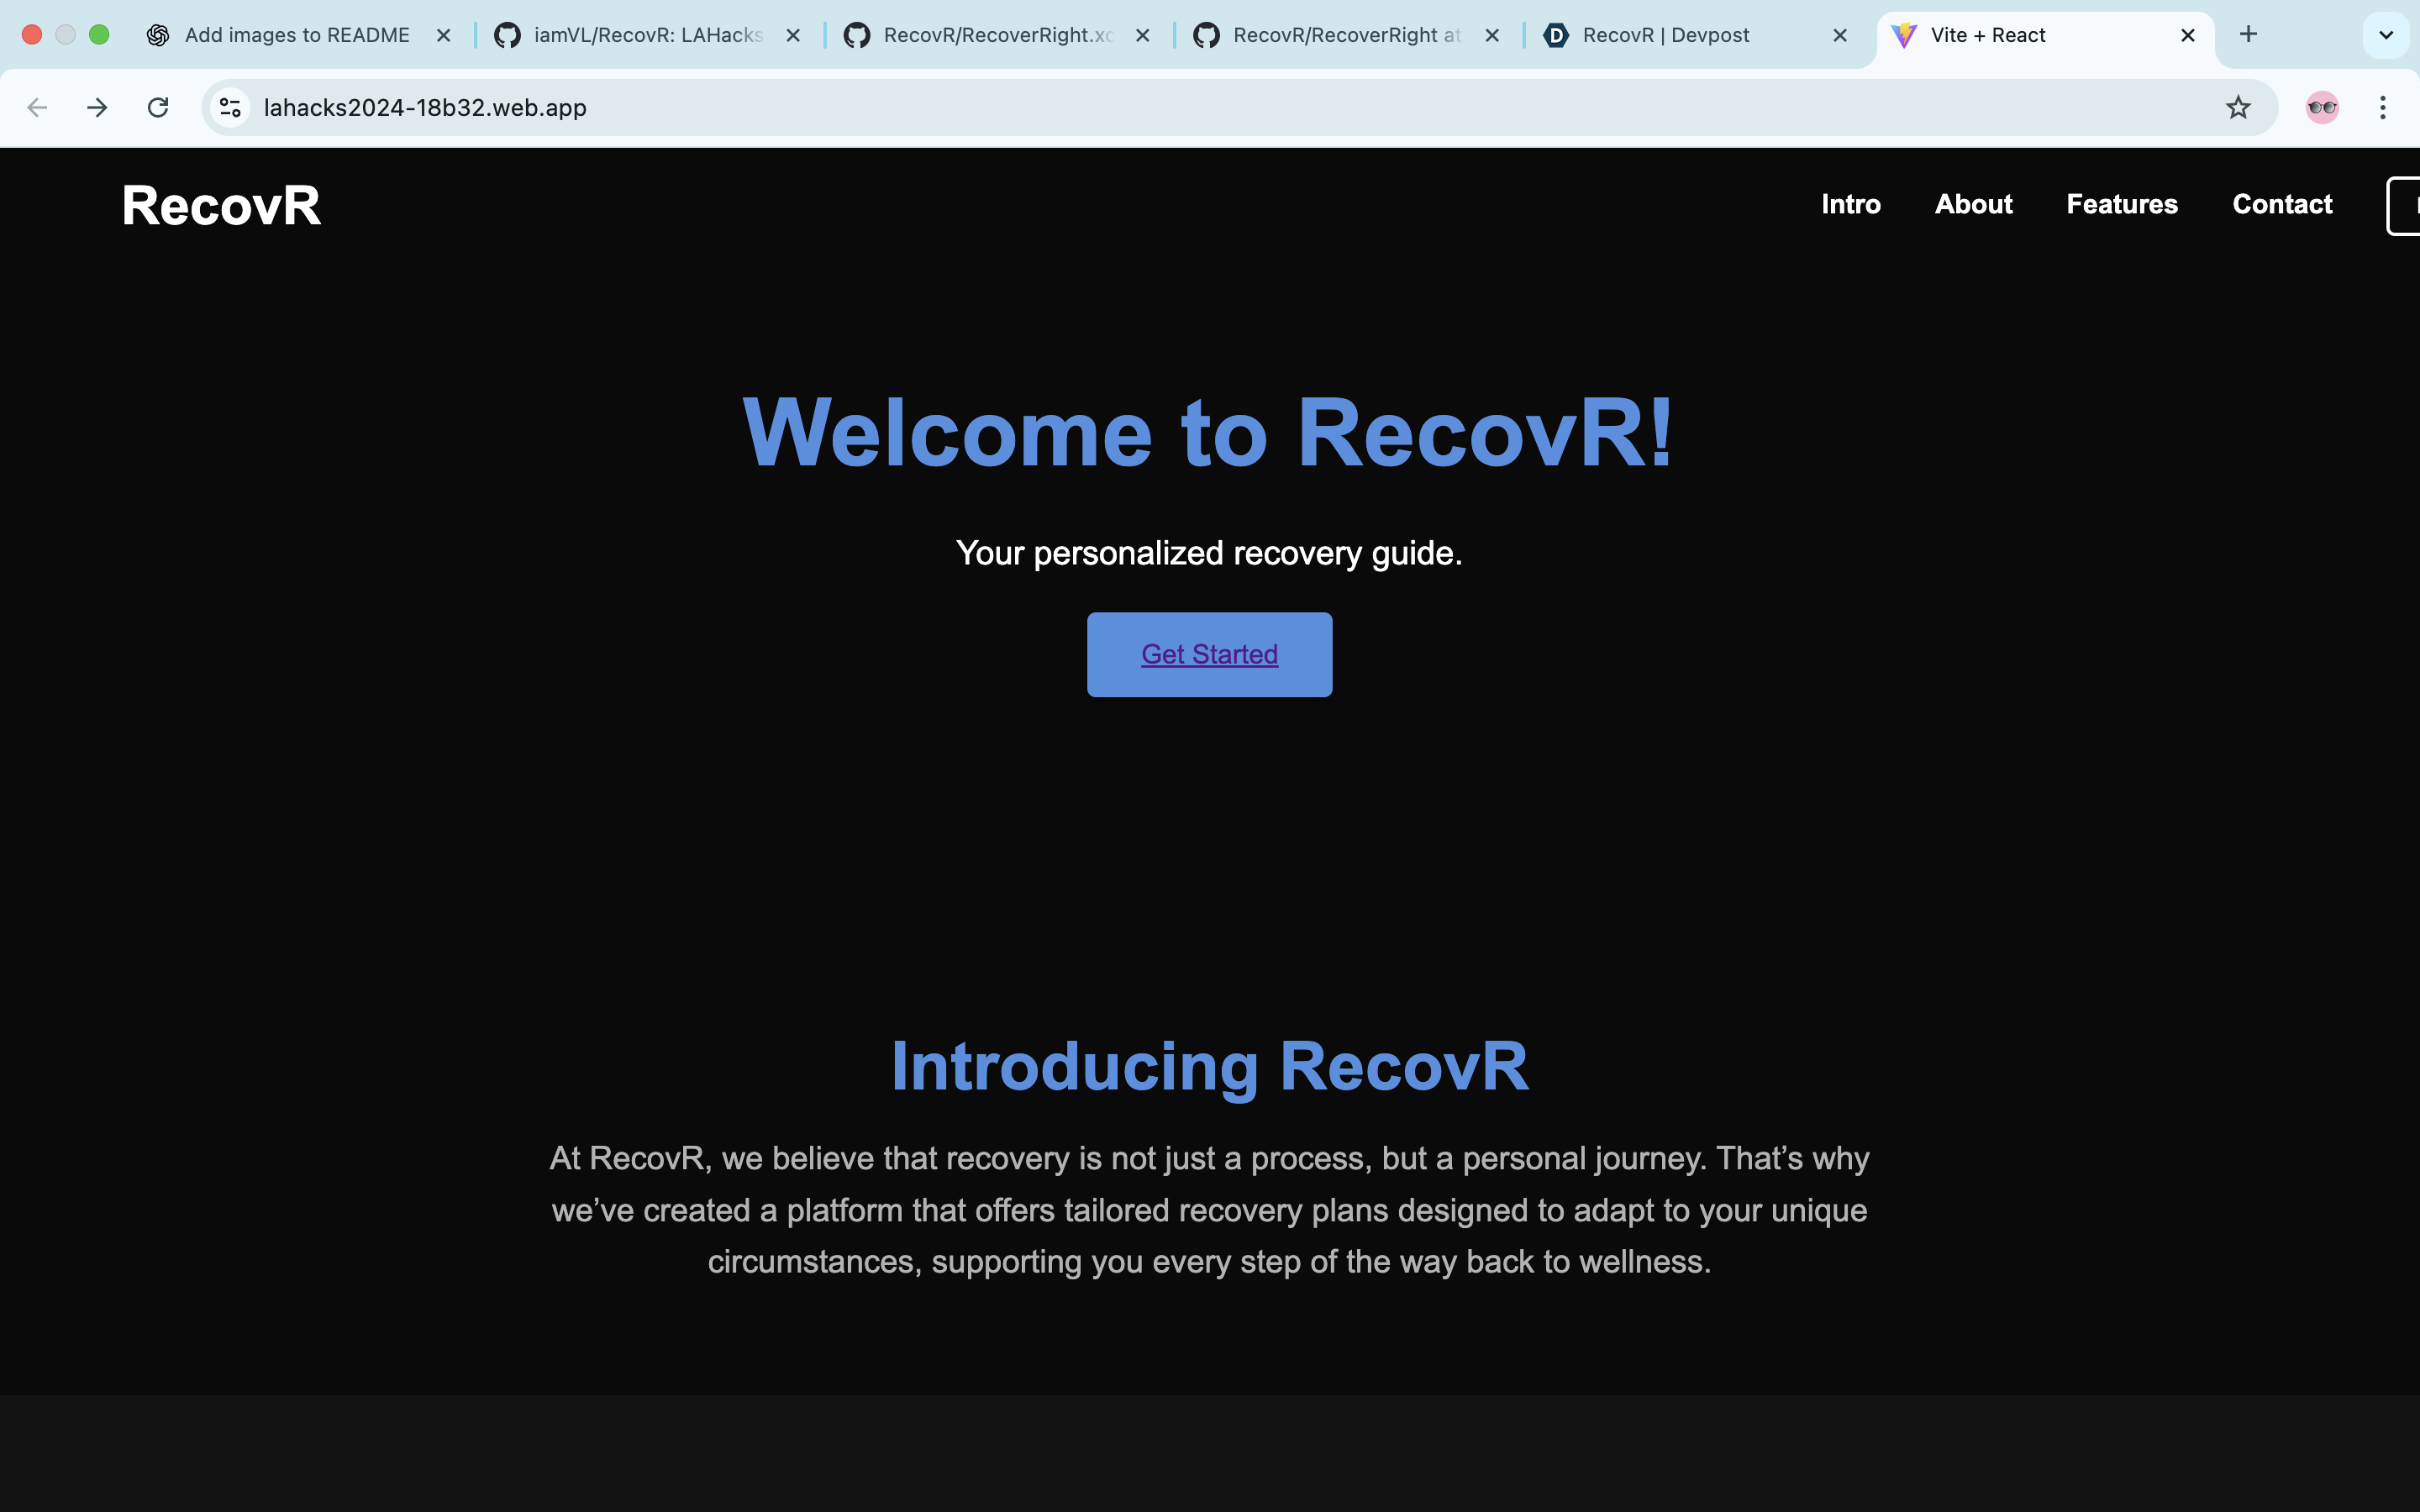 Add images to README
iamVL/RecovR: LAHacks
RecovR/RecoverRight.xc
RecovR/RecoverRight at
RecovR | Devpost
Vite + React
lahacks2024-18b32.web.app
RecovR
Intro
About
Features
Contact
Welcome to RecovR!
Your personalized recovery guide.
Get Started
Introducing RecovR
At RecovR, we believe that recovery is not just a process, but a personal journey. That’s why
we’ve created a platform that offers tailored recovery plans designed to adapt to your unique
circumstances, supporting you every step of the way back to wellness.